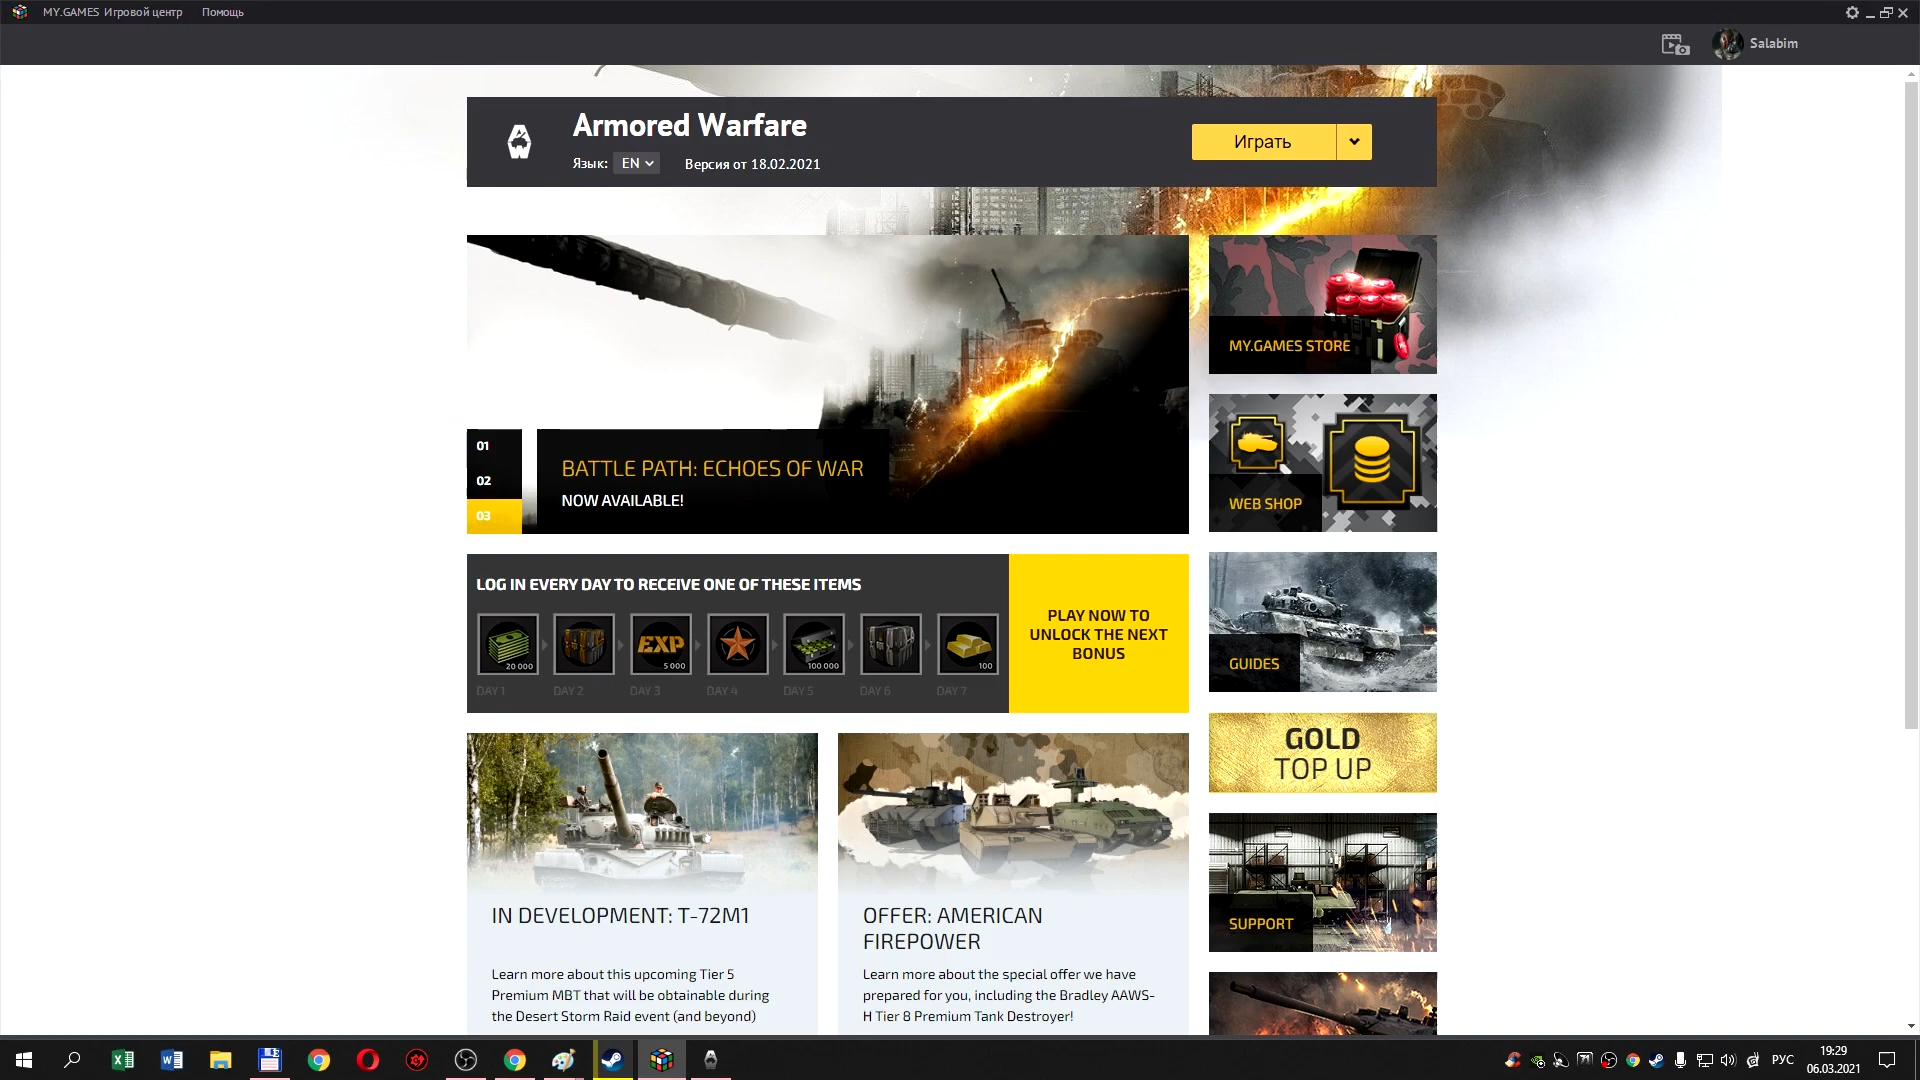 MY.GAMES Игровой центр
Помощь
Salabim
Armored Warfare
Язык: EN
Версия от 18.02.2021
Играть
MY.GAMES STORE
01
02
03
BATTLE PATH: ECHOES OF WAR
NOW AVAILABLE!
WEB SHOP
LOG IN EVERY DAY TO RECEIVE ONE OF THESE ITEMS
20 000
EXP
5 000
100 000
100
DAY 1
DAY 2
DAY 3
DAY 4
DAY 5
DAY 6
DAY 7
PLAY NOW TO
UNLOCK THE NEXT
BONUS
GUIDES
GOLD
TOP UP
IN DEVELOPMENT: T-72M1
Learn more about this upcoming Tier 5
Premium MBT that will be obtainable during
the Desert Storm Raid event (and beyond)
OFFER: AMERICAN
FIREPOWER
Learn more about the special offer we have
prepared for you, including the Bradley AAWS-
H Tier 8 Premium Tank Destroyer!
SUPPORT
РУС
19:29
06.03.2021